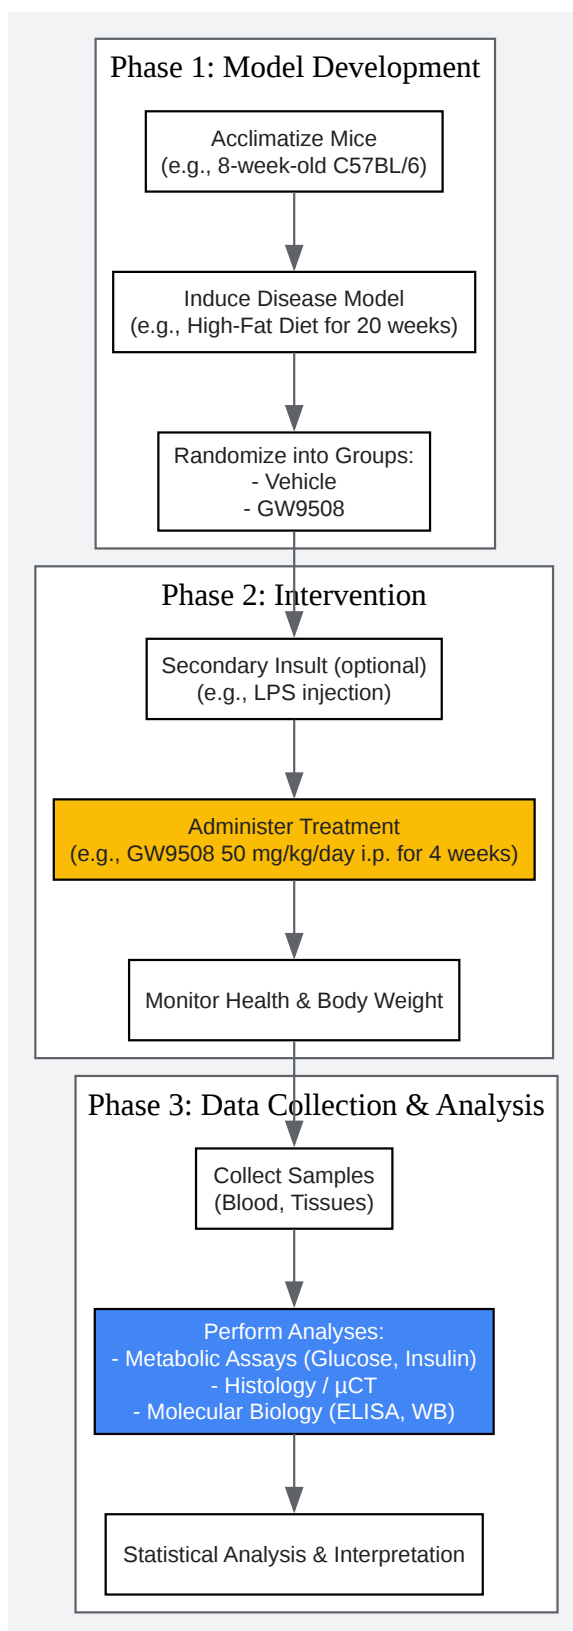 Phase 1: Model Development
Acclimatize Mice
(e.g., 8-week-old C57BL/6)
Induce Disease Model
(e.g., High-Fat Diet for 20 weeks)
Randomize into Groups:
- Vehicle
- GW9508
Phase 2: Intervention
Secondary Insult (optional)
(e.g., LPS injection)
Administer Treatment
(e.g., GW9508 50 mg/kg/day i.p. for 4 weeks)
Monitor Health & Body Weight
Phase 3: Data Collection & Analysis
Collect Samples
(Blood, Tissues)
Perform Analyses:
- Metabolic Assays (Glucose, Insulin)
- Histology / µCT
- Molecular Biology (ELISA, WB)
Statistical Analysis & Interpretation